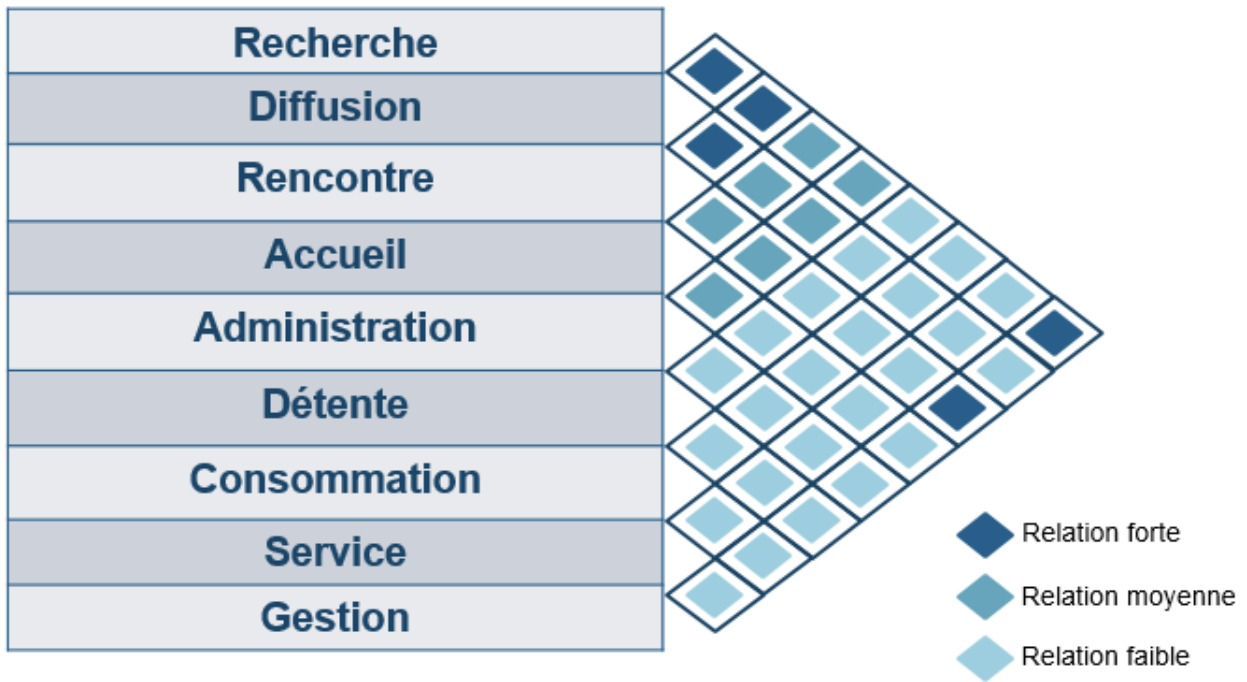 Recherche
Diffusion
Rencontre
Accueil
Administration
Détente
Consommation
Service
Gestion
Relation forte
Relation moyenne
Relation faible